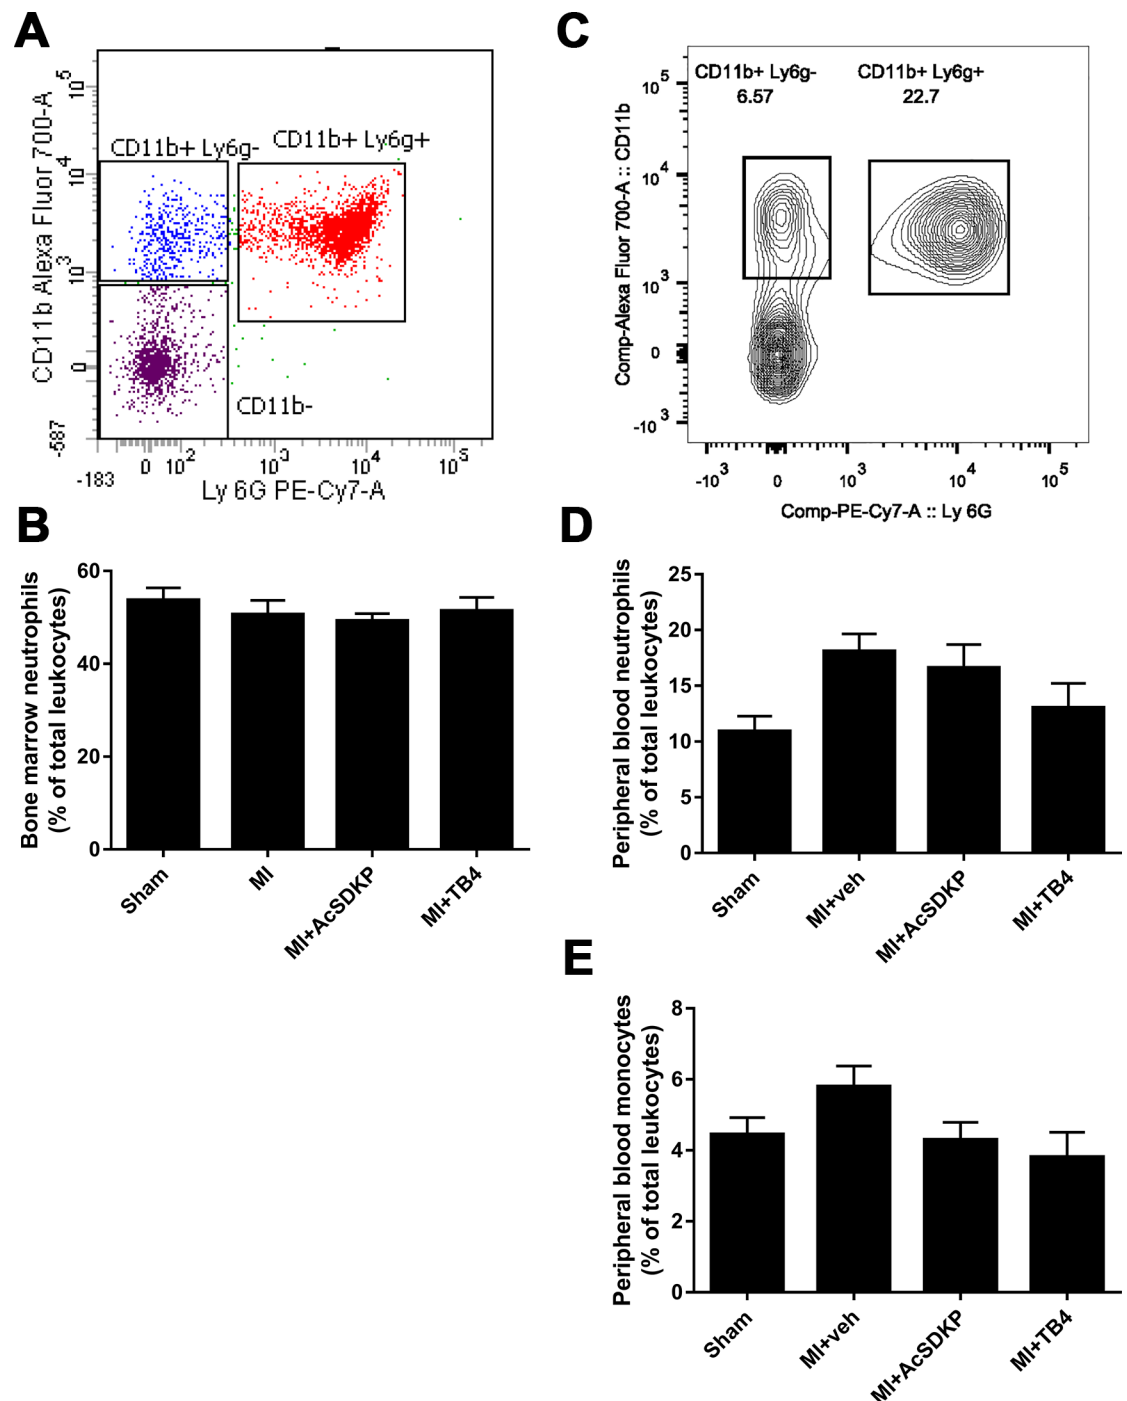 A
CD11b Alexa Fluor 700-A
10^5
10^4
10^3
0
-587
CD11b+ Ly6g-
CD11b+ Ly6g+
CD11b-
-183
0
10^2
10^3
10^4
10^5
Ly 6G PE-Cy7-A
C
Comp-Alexa Fluor 700-A :: CD11b
10^5
10^4
10^3
0
-10^3
CD11b+ Ly6g-
6.57
CD11b+ Ly6g+
22.7
-10^3
0
10^3
10^4
10^5
Comp-PE-Cy7-A :: Ly 6G
B
Bone marrow neutrophils
(% of total leukocytes)
60
40
20
0
Sham
MI
MI+AcSDKP
MI+TB4
D
Peripheral blood neutrophils
(% of total leukocytes)
25
20
15
10
5
0
Sham
MI+veh
MI+AcSDKP
MI+TB4
E
Peripheral blood monocytes
(% of total leukocytes)
8
6
4
2
0
Sham
MI+veh
MI+AcSDKP
MI+TB4